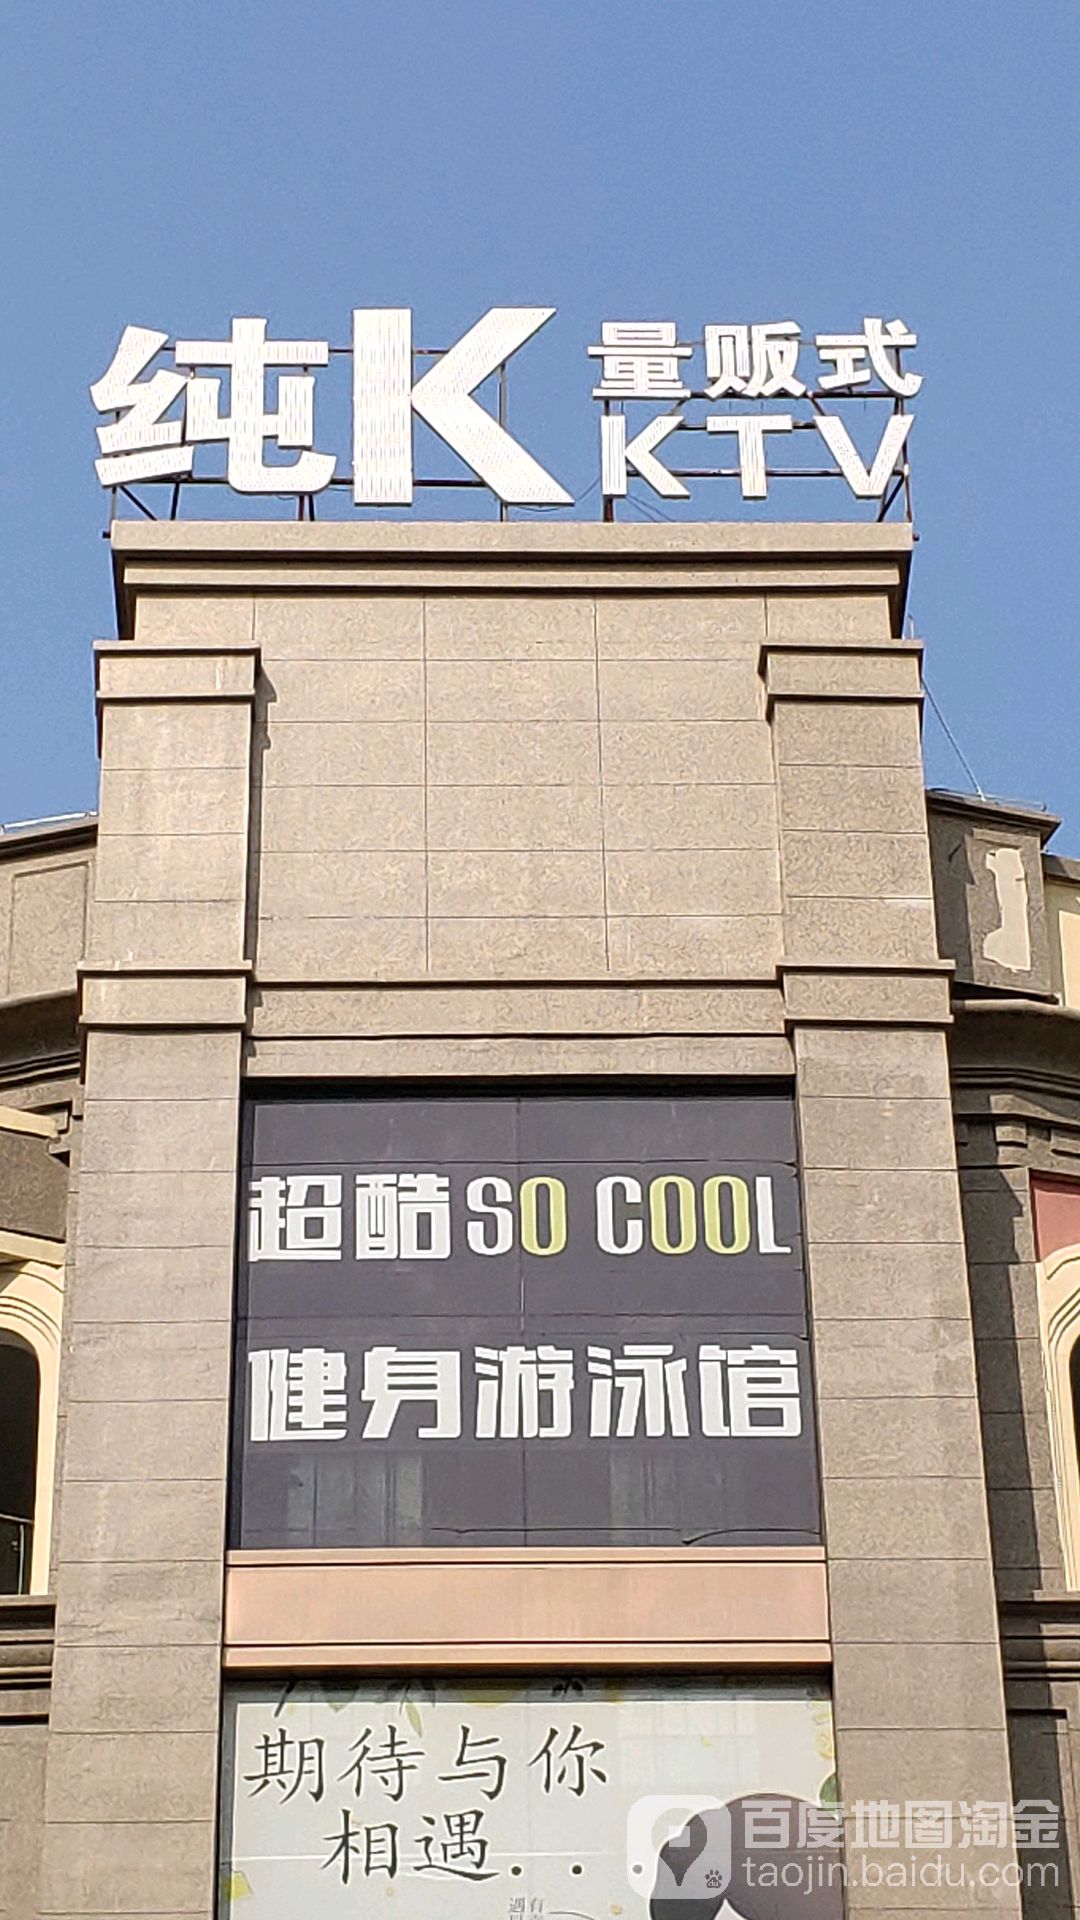 纯K 量贩式
KTV
超酷SO COOL
健身游泳馆
期待与你
相遇...
百度地图淘金
taojin.baidu.com